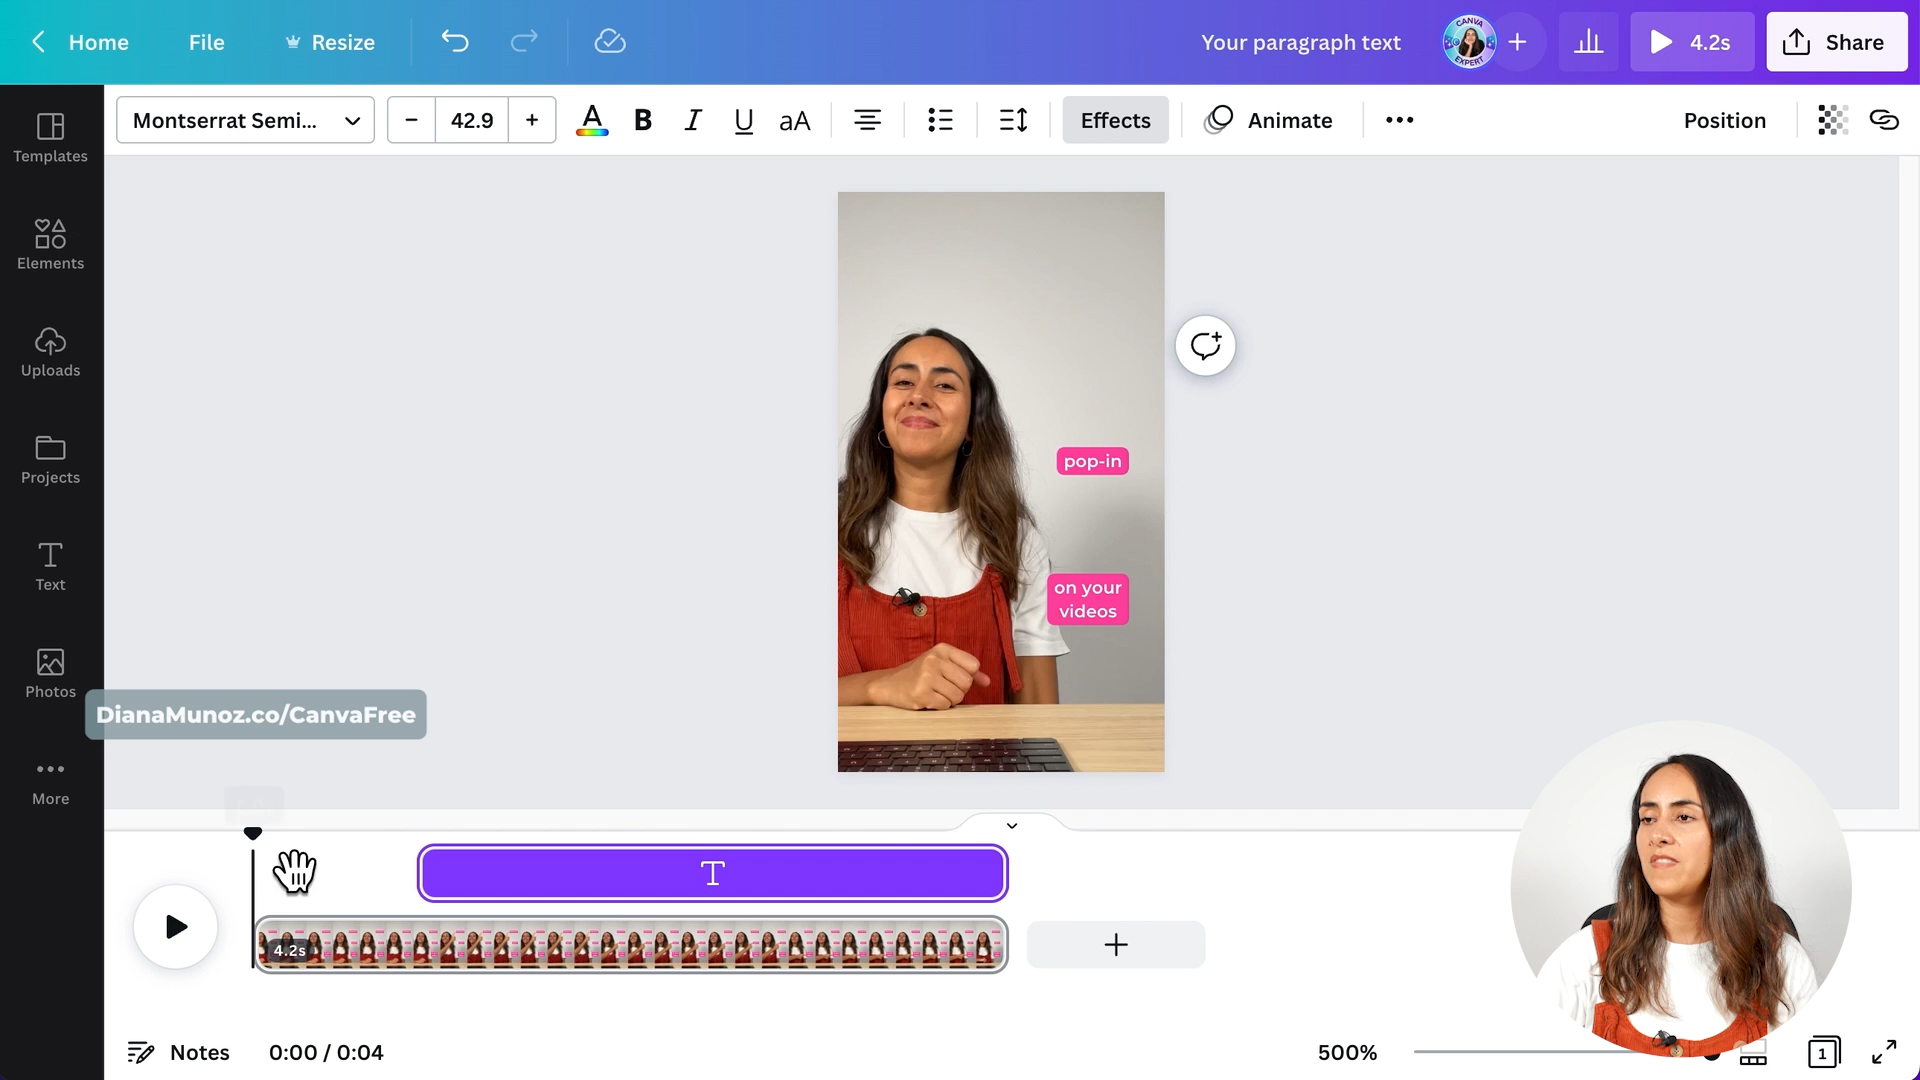 Home
File
Resize
Your paragraph text
CANVA
EXPERT
4.2s
Share
Montserrat Semi...
42.9
A
B
I
U
aA
Effects
Animate
Position
Templates
Elements
Uploads
Projects
Text
Photos
More
pop-in
on your
videos
DianaMunoz.co/CanvaFree
T
4.2s
Notes
0:00 / 0:04
500%
1